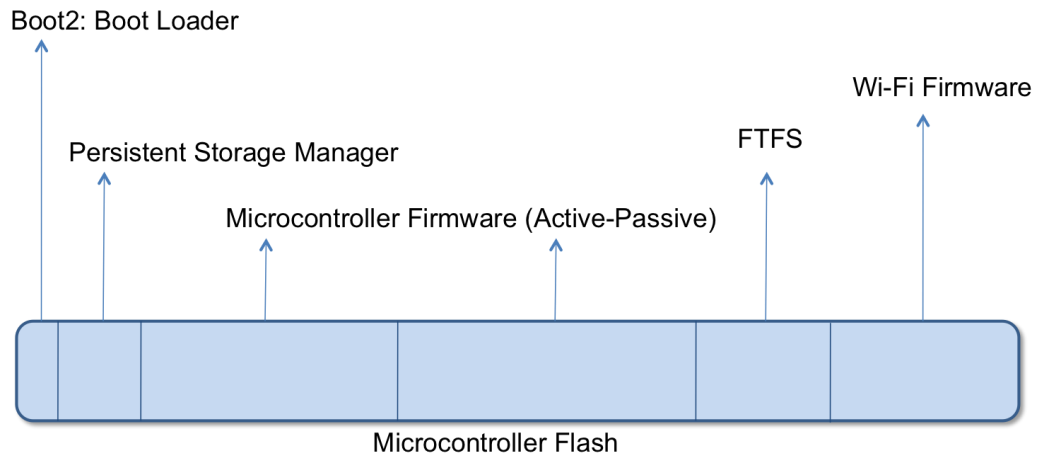 Boot2: Boot Loader
Wi-Fi Firmware
FTFS
Persistent Storage Manager
Microcontroller Firmware (Active-Passive)
Microcontroller Flash